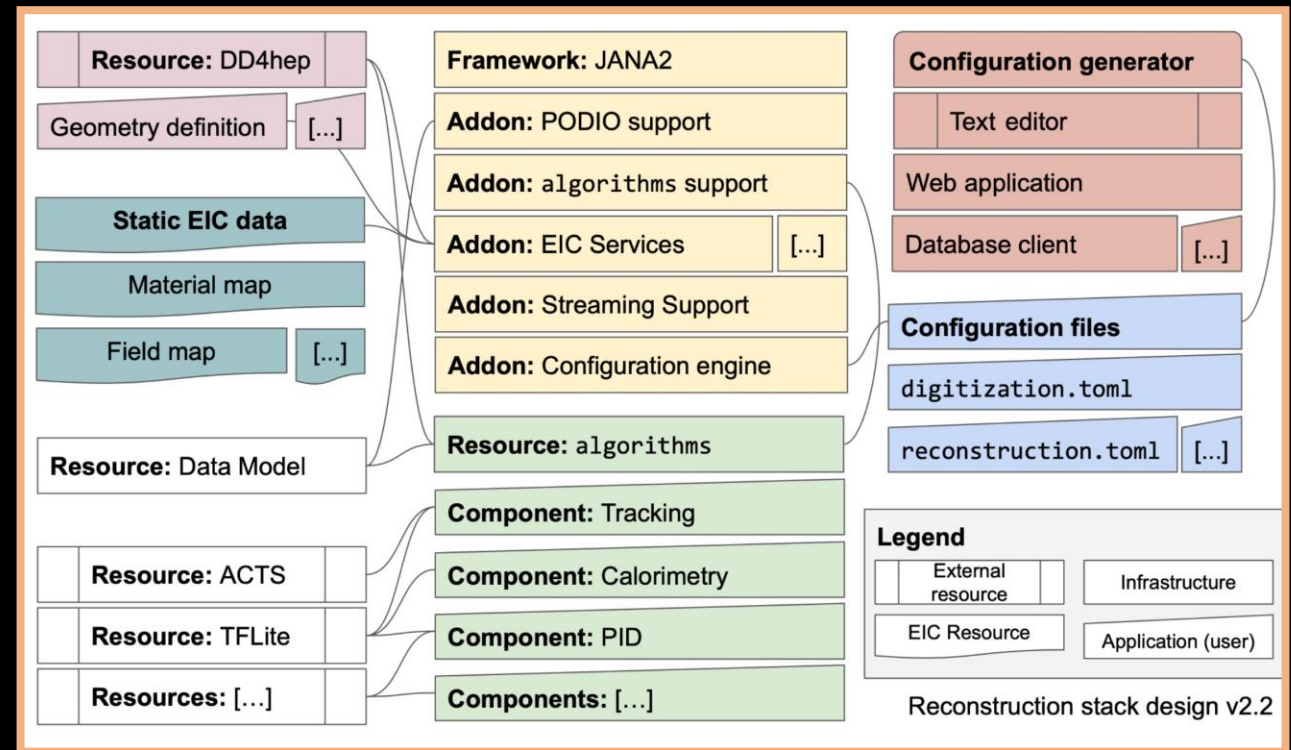 Resource: DD4hep
Geometry definition
[...]
Static EIC data
Material map
Field map
[...]
Resource: Data Model
Resource: ACTS
Resource: TFLite
Resources: [...]
Framework: JANA2
Addon: PODIO support
Addon: algorithms support
Addon: EIC Services
[...]
Addon: Streaming Support
Addon: Configuration engine
Resource: algorithms
Component: Tracking
Component: Calorimetry
Component: PID
Components: [...]
Configuration generator
Text editor
Web application
Database client
[...]
Configuration files
digitization.toml
reconstruction.toml
[...]
Legend
External
resource
Infrastructure
EIC Resource
Application (user)
Reconstruction stack design v2.2